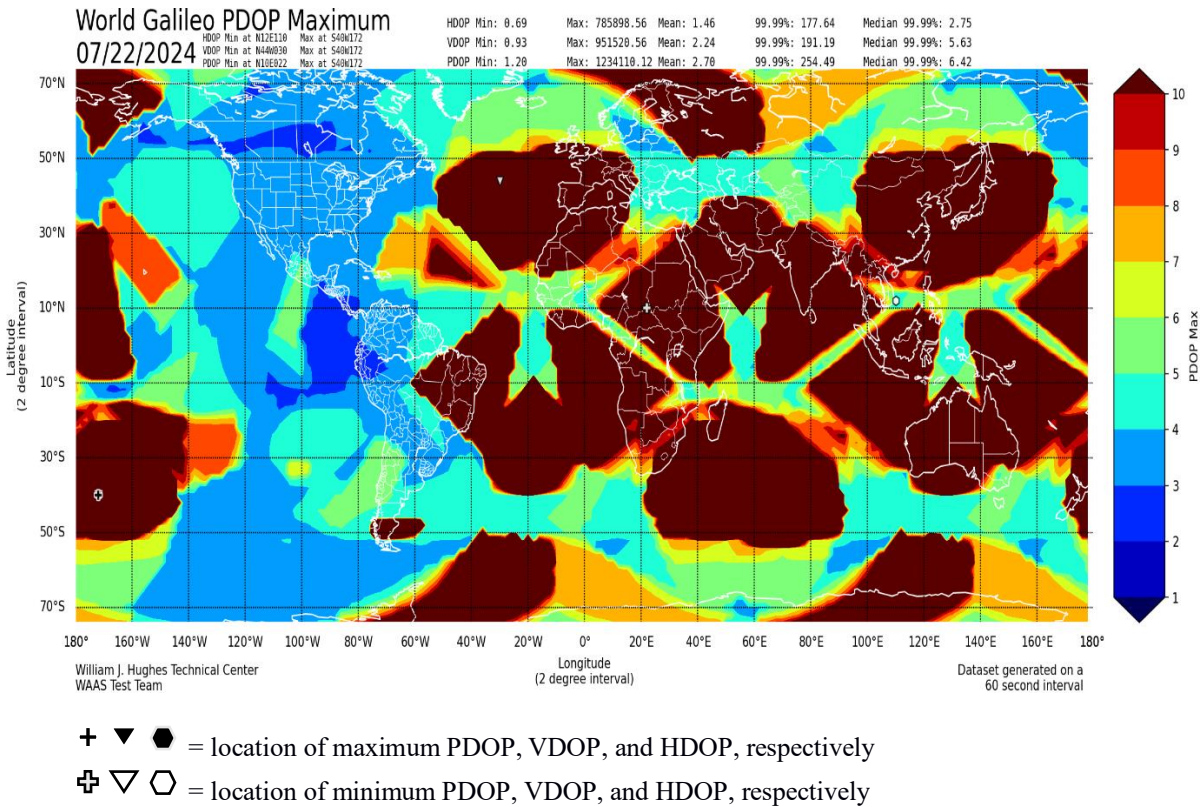 World Galileo PDOP Maximum
07/22/2024
HDOP Min at N12E110 Max at S40W172
VDOP Min at N44W030 Max at S40W172
PDOP Min at N10E022 Max at S40W172
HDOP Min: 0.69 Max: 785898.56 Mean: 1.46 99.99%: 177.64 Median 99.99%: 2.75
VDOP Min: 0.93 Max: 951520.56 Mean: 2.24 99.99%: 191.19 Median 99.99%: 5.63
PDOP Min: 1.20 Max: 1234110.12 Mean: 2.70 99.99%: 254.49 Median 99.99%: 6.42
70°N
50°N
30°N
10°N
10°S
30°S
50°S
70°S
Latitude
(2 degree interval)
180° 160°W 140°W 120°W 100°W 80°W 60°W 40°W 20°W 0° 20°E 40°E 60°E 80°E 100°E 120°E 140°E 160°E 180°
Longitude
(2 degree interval)
10
9
8
7
6
5
4
3
2
1
PDOP Max
William J. Hughes Technical Center
WAAS Test Team
Dataset generated on a
60 second interval
= location of maximum PDOP, VDOP, and HDOP, respectively
= location of minimum PDOP, VDOP, and HDOP, respectively